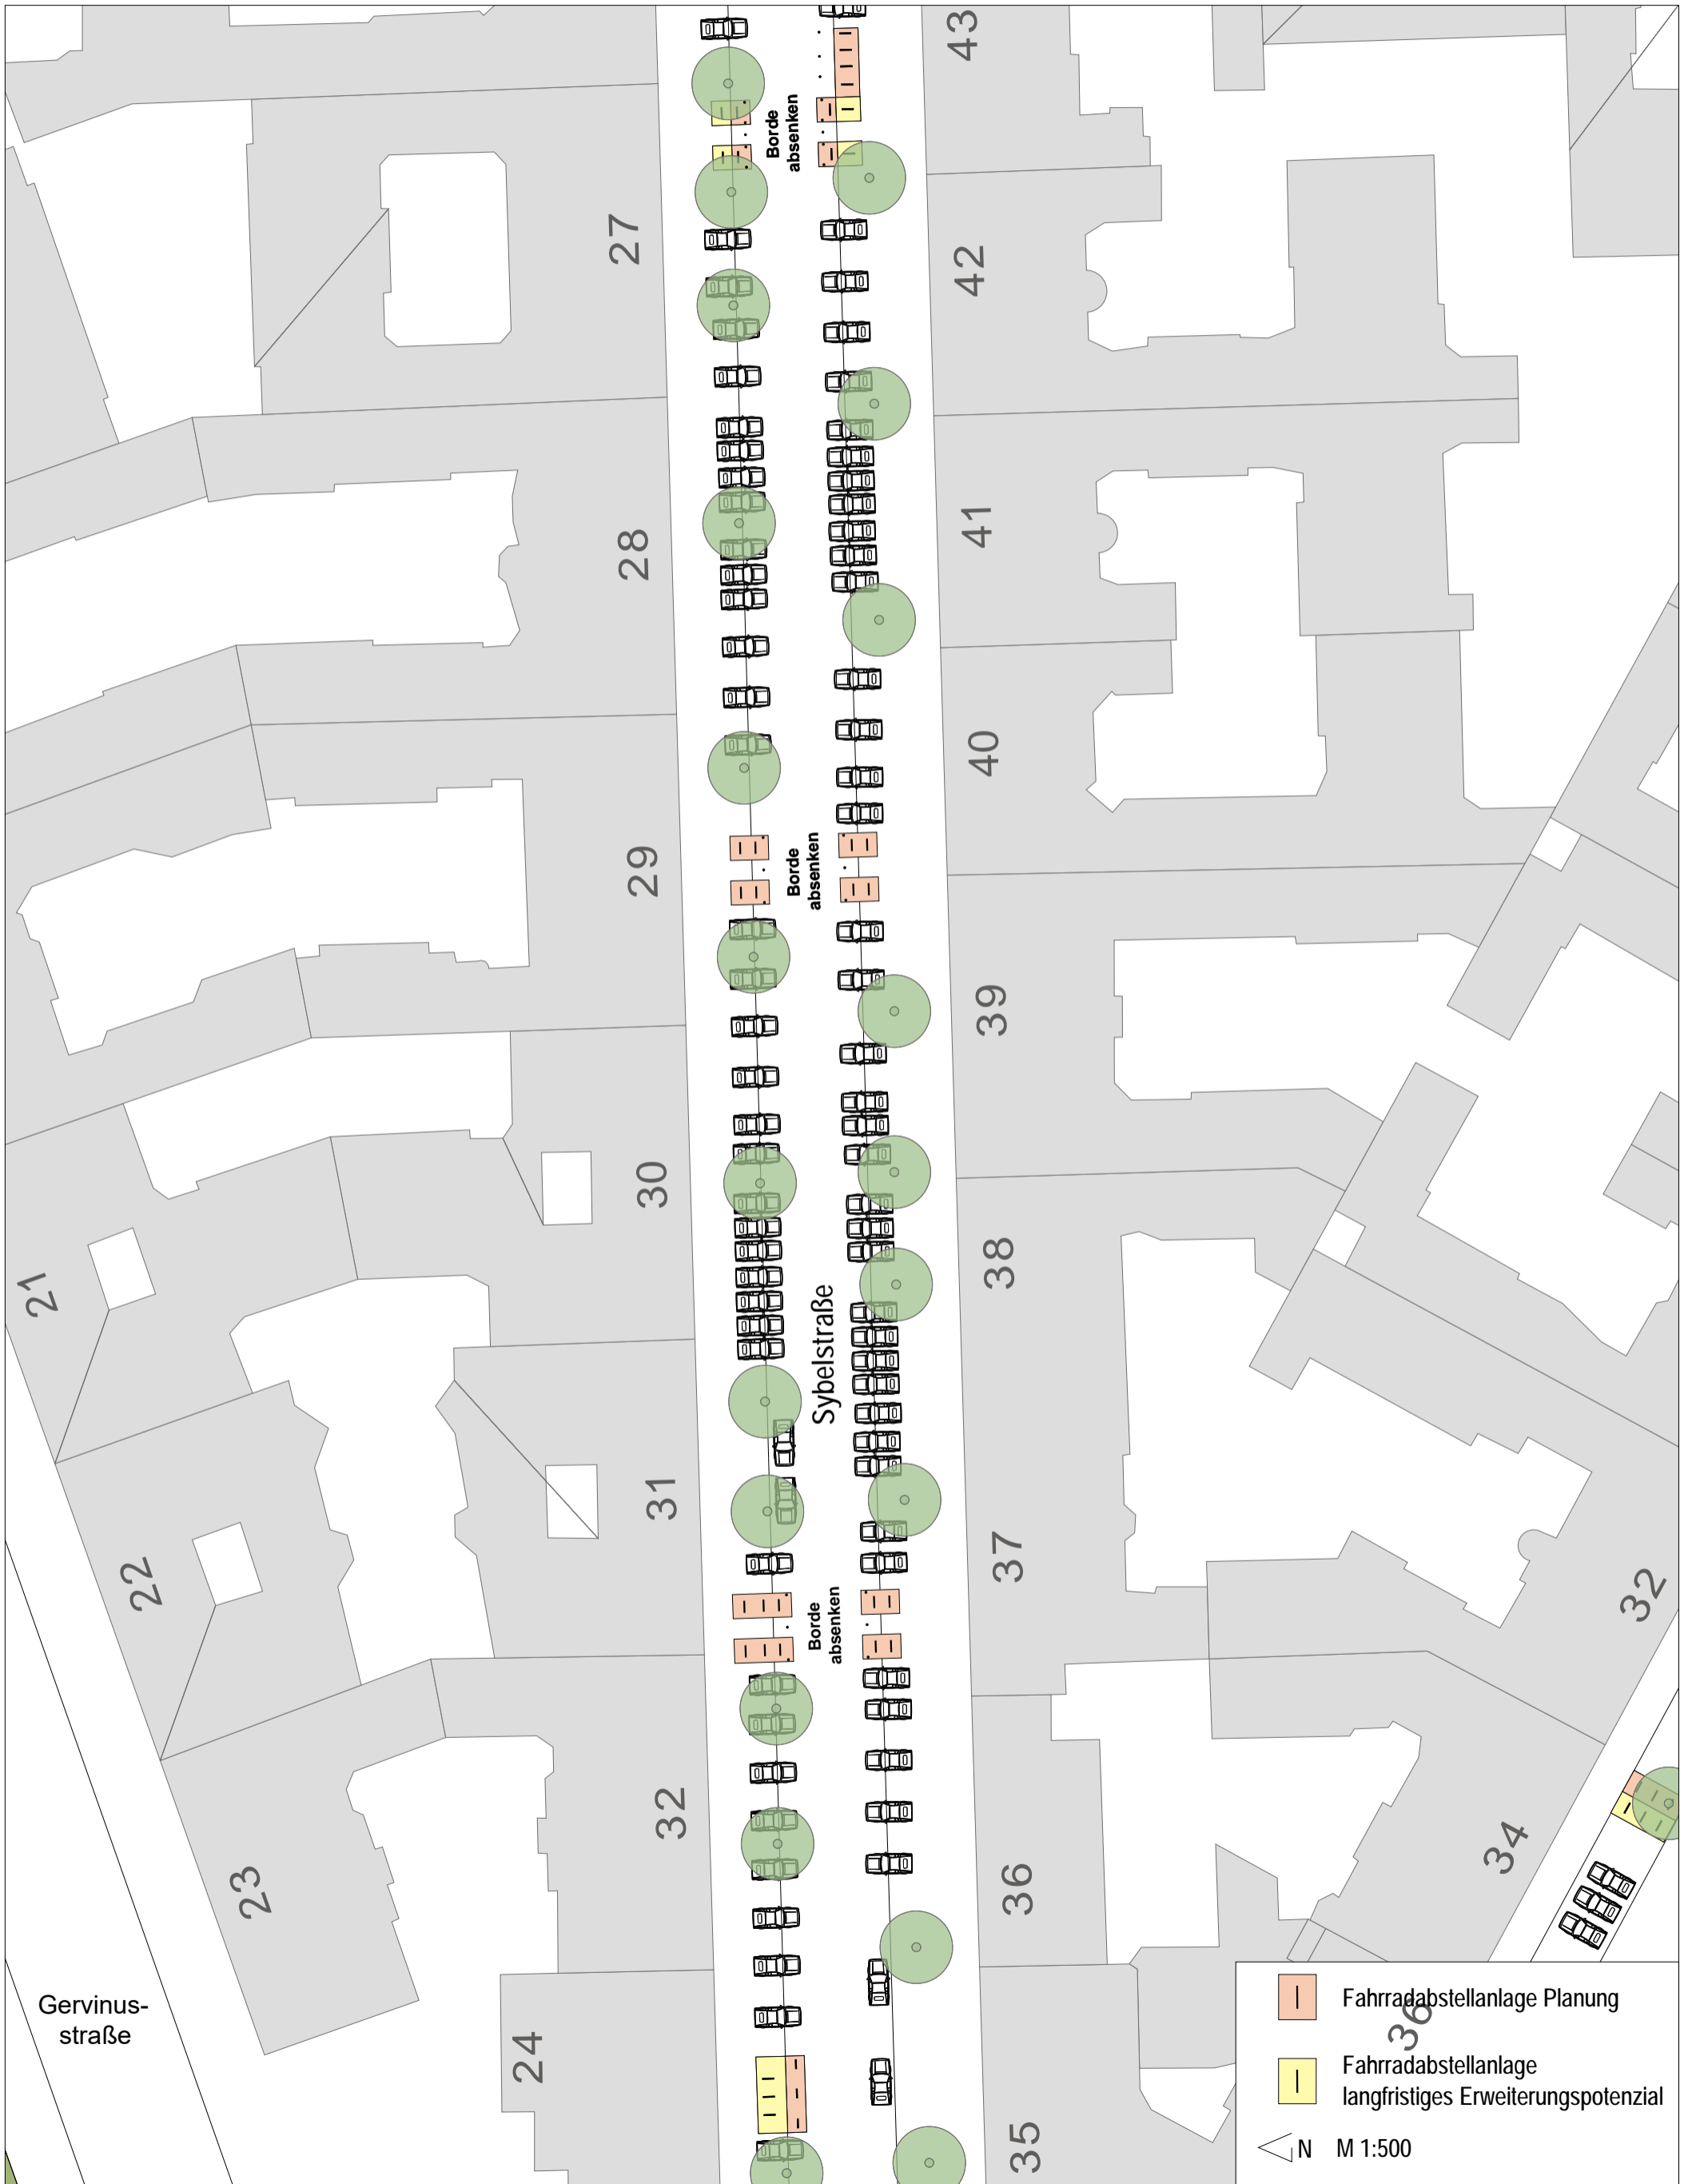 43
Borde
absenken
27
42
41
28
40
29
Borde
absenken
39
30
38
21
Sybelstraße
31
37
22
Borde
absenken
32
32
36
34
23
Gervinus-
straße
24
35
36
Fahrradabstellanlage Planung
Fahrradabstellanlage
langfristiges Erweiterungspotenzial
N M 1:500